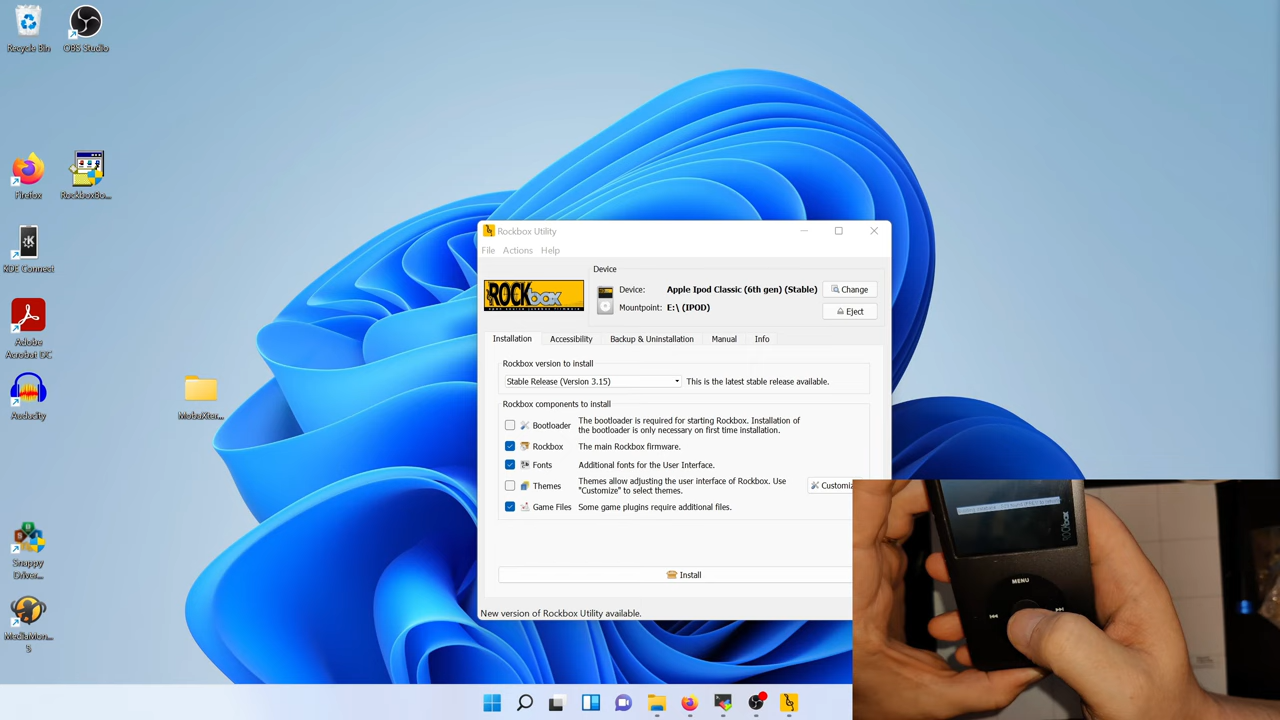 Recycle Bin
OBS Studio
Firefox
RockboxBo...
KDE Connect
Adobe
Acrobat DC
Audacity
MobaXter...
Snappy
Driver...
MediaMon...
5
Rockbox Utility
File Actions Help
ROCKbox
Device
Device: Apple Ipod Classic (6th gen) (Stable) Change
Mountpoint: E:\ (IPOD) Eject
Installation Accessibility Backup & Uninstallation Manual Info
Rockbox version to install
Stable Release (Version 3.15) This is the latest stable release available.
Rockbox components to install
Bootloader The bootloader is required for starting Rockbox. Installation of
the bootloader is only necessary on first time installation.
Rockbox The main Rockbox firmware.
Fonts Additional fonts for the User Interface.
Themes Themes allow adjusting the user interface of Rockbox. Use
"Customize" to select themes. Customiz
Game Files Some game plugins require additional files.
Install
New version of Rockbox Utility available.
ROCKbox
MENU